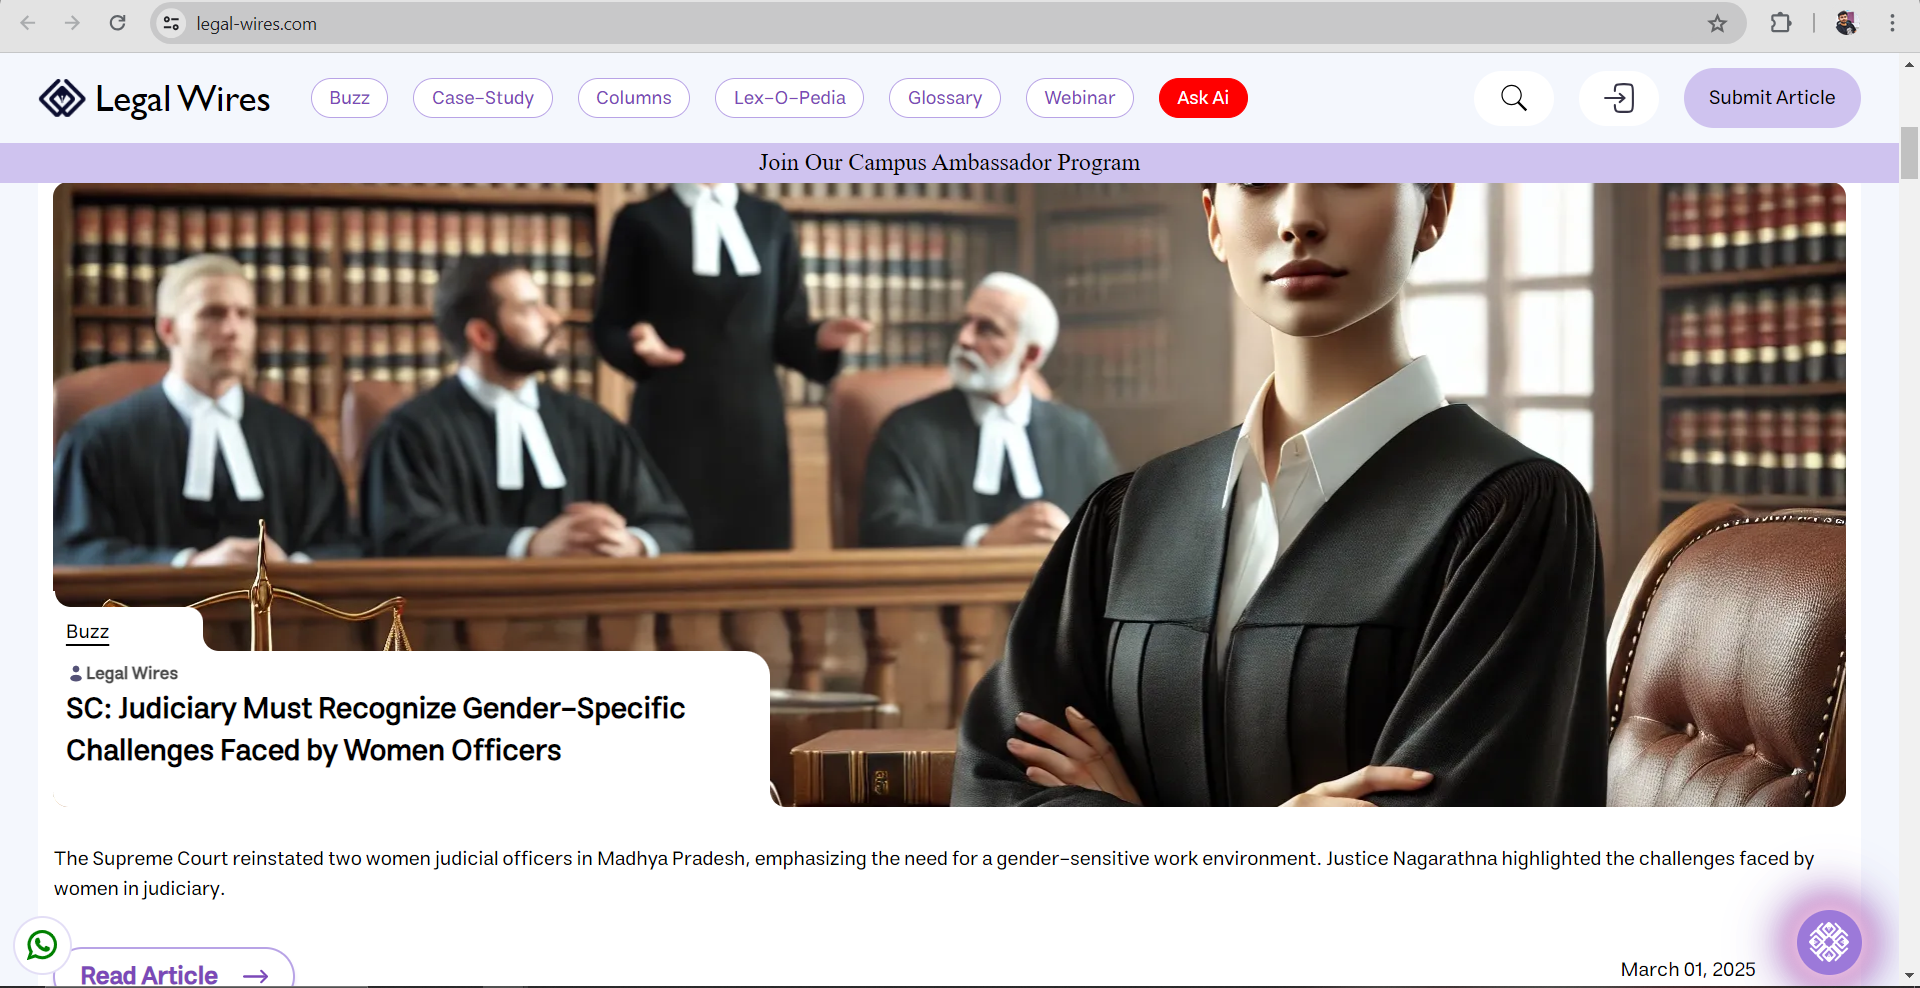 legal-wires.com
Legal Wires
Buzz
Case-Study
Columns
Lex-O-Pedia
Glossary
Webinar
Ask Ai
Submit Article
Join Our Campus Ambassador Program
Buzz
Legal Wires
SC: Judiciary Must Recognize Gender-Specific
Challenges Faced by Women Officers
The Supreme Court reinstated two women judicial officers in Madhya Pradesh, emphasizing the need for a gender-sensitive work environment. Justice Nagarathna highlighted the challenges faced by
women in judiciary.
Read Article
March 01, 2025